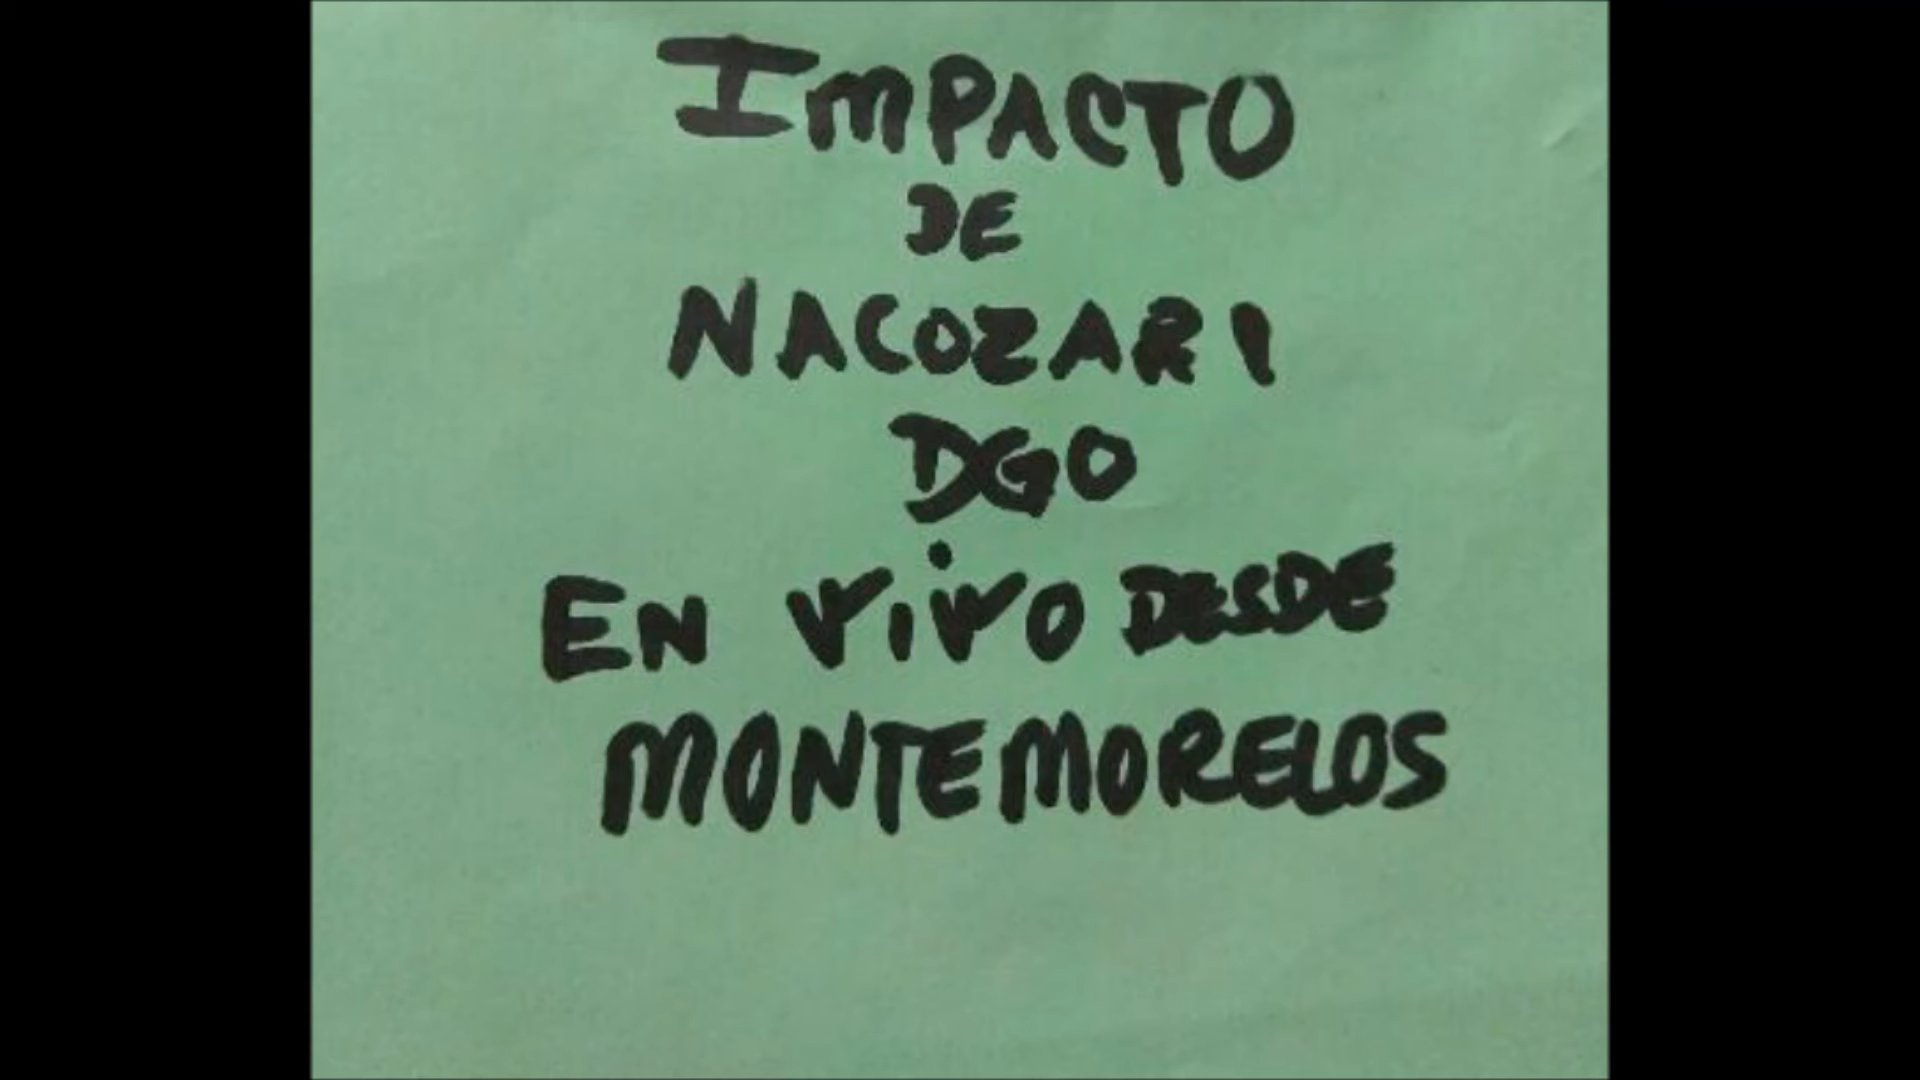 IMPACTO
DE
NACOZARI
DGO
EN VIVO DESDE
MONTEMORELOS